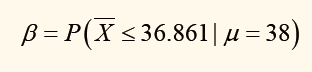 β = P(X̅ ≤ 36.861 | μ = 38)